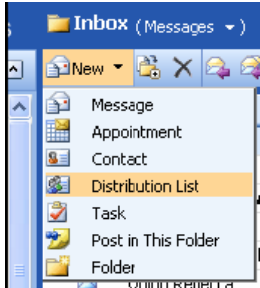 Inbox (Messages ▾)
New
Message
Appointment
Contact
Distribution List
Task
Post in This Folder
Folder